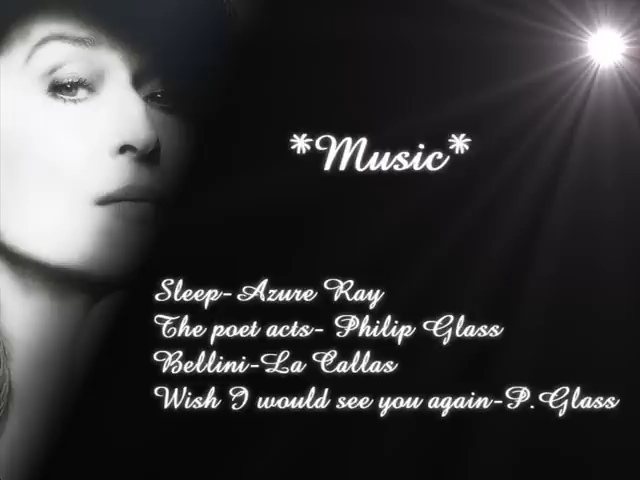 *Music*
Sleep-Azure Ray
The poet acts- Philip Glass
Bellini-La Callas
Wish I would see you again-P.Glass